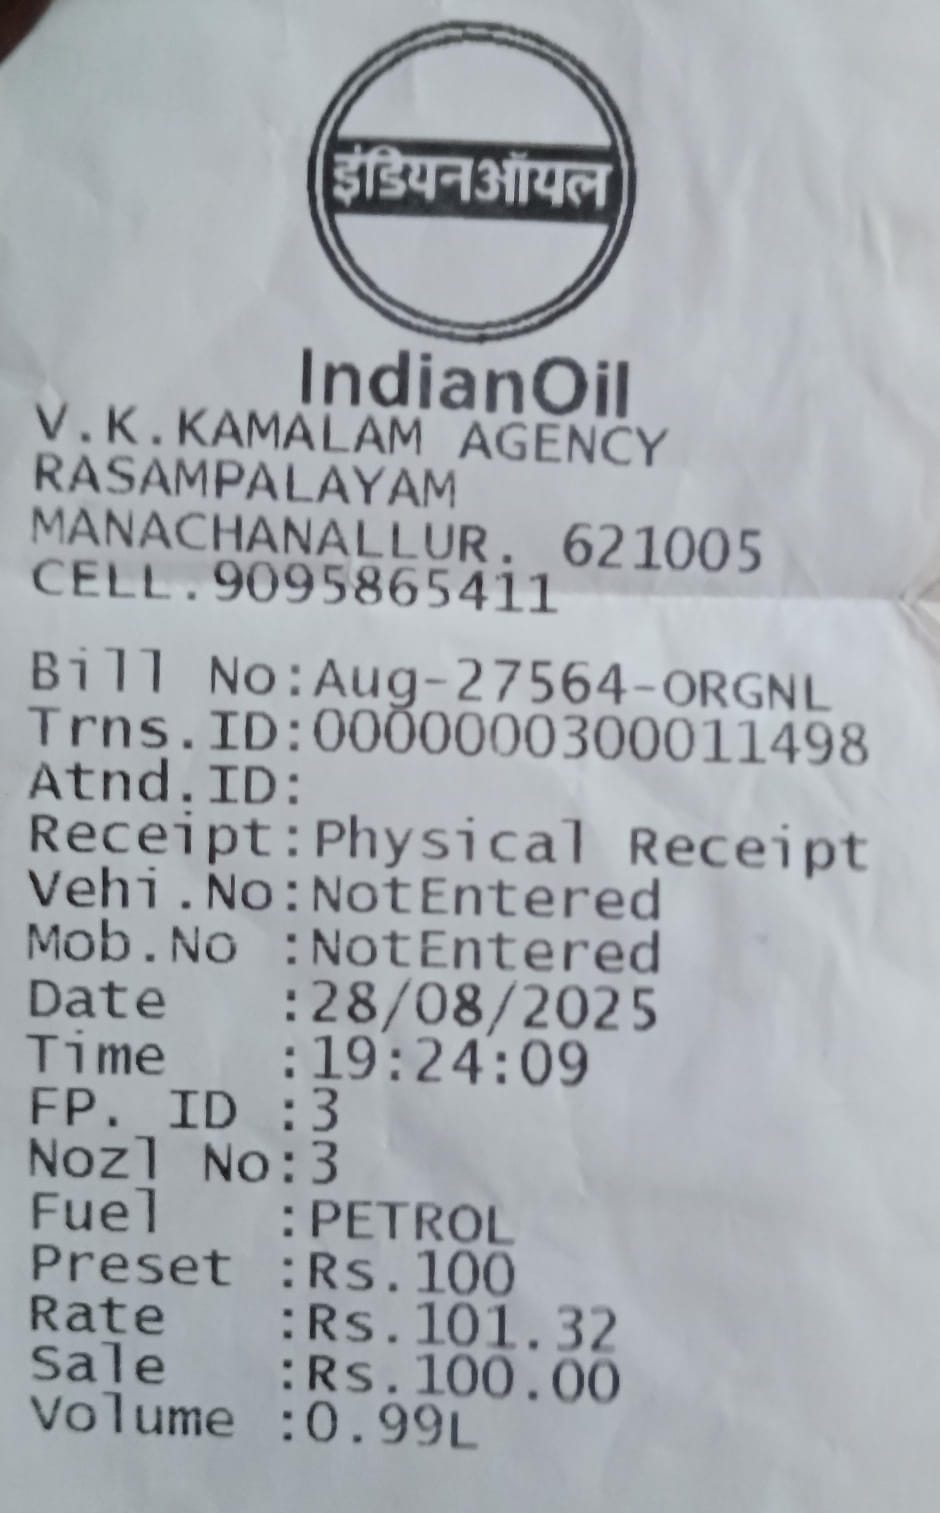 इंडियनऑयल
IndianOil
V.K.KAMALAM AGENCY
RASAMPALAYAM
MANACHANALLUR. 621005
CELL.9095865411
Bill No:Aug-27564-ORGNL
Trns.ID:0000000300011498
Atnd.ID:
Receipt:Physical Receipt
Vehi.No:NotEntered
Mob.No :NotEntered
Date :28/08/2025
Time :19:24:09
FP. ID :3
Nozl No:3
Fuel :PETROL
Preset :Rs.100
Rate :Rs.101.32
Sale :Rs.100.00
Volume :0.99L